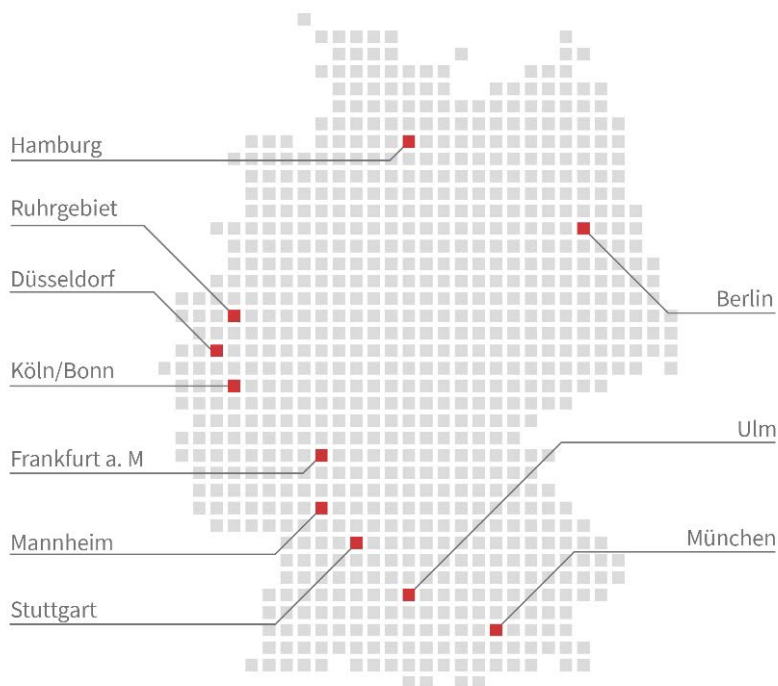 Hamburg
Ruhrgebiet
Düsseldorf
Köln/Bonn
Frankfurt a. M
Mannheim
Stuttgart
Berlin
Ulm
München